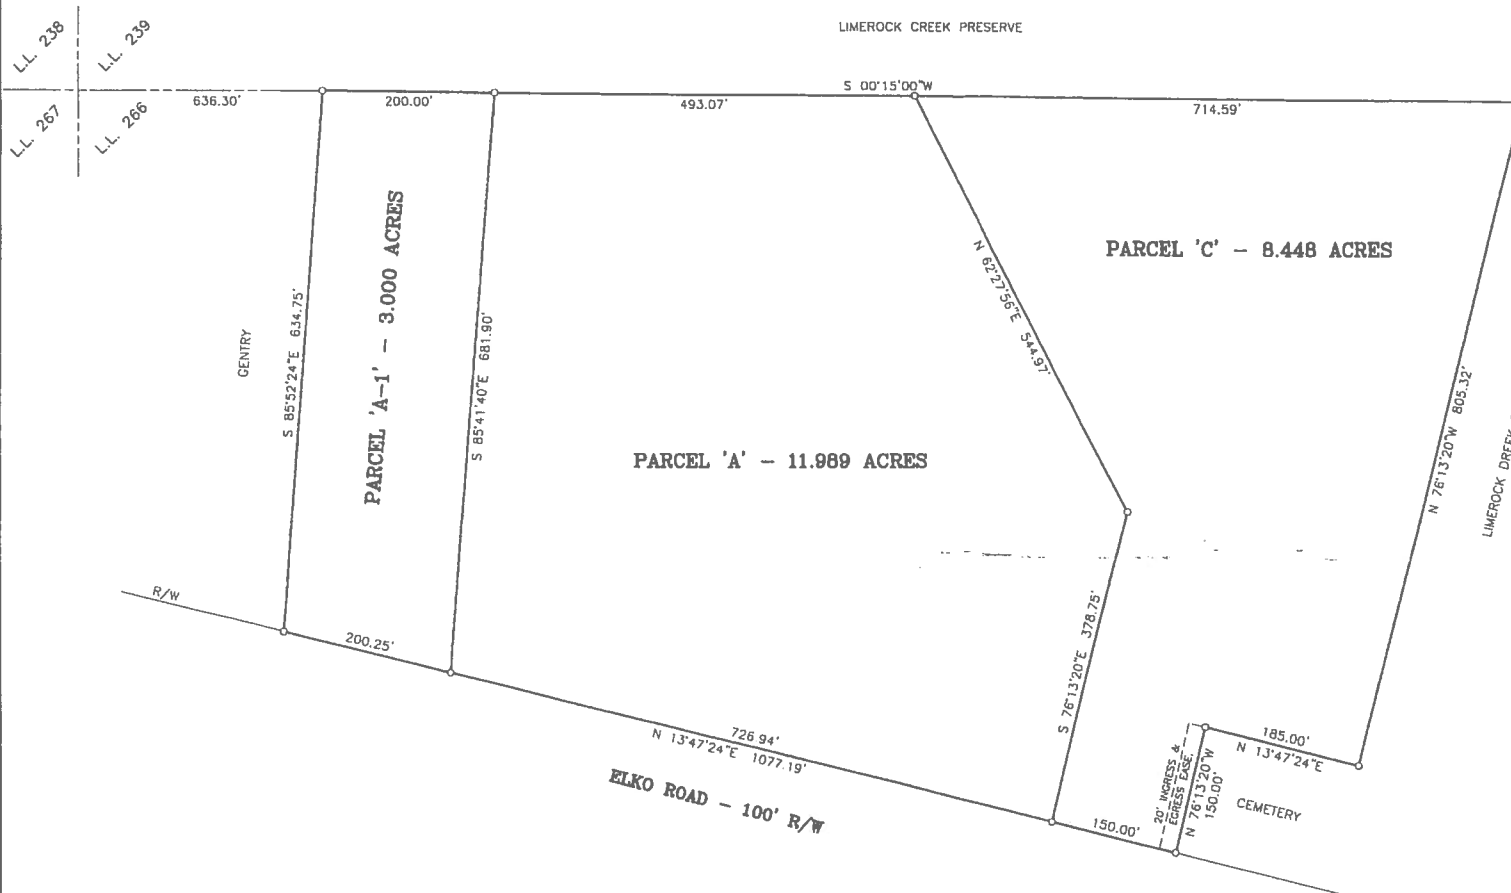 LIMEROCK CREEK PRESERVE
L.L. 238
L.L. 239
L.L. 267
L.L. 266
636.30'
200.00'
493.07'
S 00°15'00"W
714.59'
GENTRY
S 85°52'24"E 634.75'
PARCEL 'A-1' - 3.000 ACRES
S 85°41'40"E 681.90'
PARCEL 'A' - 11.989 ACRES
N 62°27'56"E 544.97'
PARCEL 'C' - 8.448 ACRES
N 76°13'20"W 805.32'
LIMEROCK DREEK
R/W
200.25'
726.94'
N 13°47'24"E 1077.19'
ELKO ROAD - 100' R/W
S 76°13'20"E 378.75'
150.00'
20' INGRESS &
EGRESS EASE.
N 76°13'20"W
150.00'
185.00'
N 13°47'24"E
CEMETERY